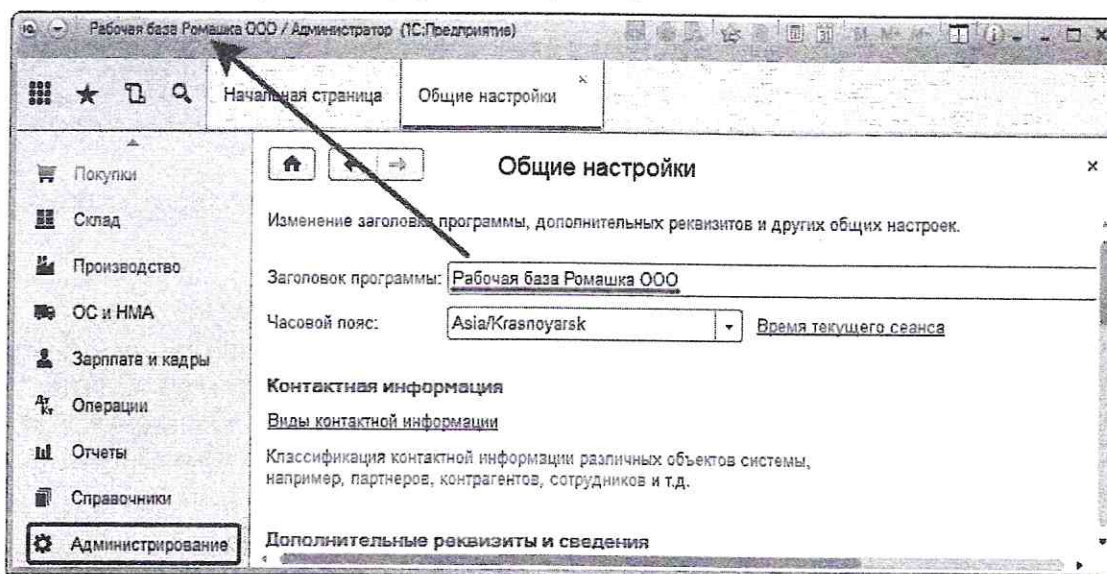 Рабочая база Ромашка ООО / Администратор (1С:Предприятие)
M M+ M-
Начальная страница
Общие настройки
Покупки
Склад
Производство
ОС и НМА
Зарплата и кадры
Операции
Отчеты
Справочники
Администрирование
Общие настройки
Изменение заголовка программы, дополнительных реквизитов и других общих настроек.
Заголовок программы: Рабочая база Ромашка ООО
Часовой пояс: Asia/Krasnoyarsk Время текущего сеанса
Контактная информация
Виды контактной информации
Классификация контактной информации различных объектов системы,
например, партнеров, контрагентов, сотрудников и т.д.
Дополнительные реквизиты и сведения